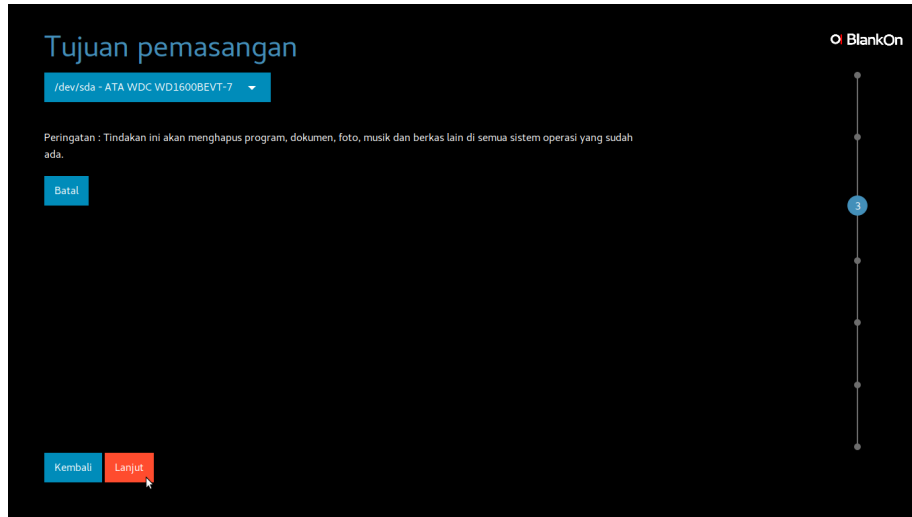 Tujuan pemasangan
BlankOn
/dev/sda - ATA WDC WD1600BEVT-7
Peringatan : Tindakan ini akan menghapus program, dokumen, foto, musik dan berkas lain di semua sistem operasi yang sudah
ada.
Batal
3
Kembali Lanjut